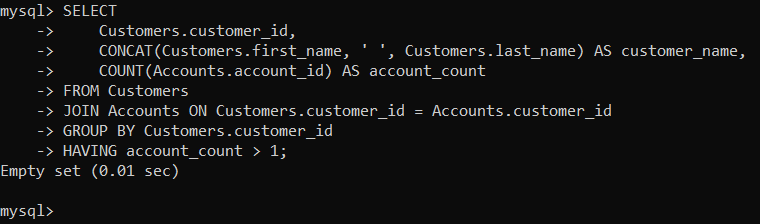 mysql> SELECT
    ->     Customers.customer_id,
    ->     CONCAT(Customers.first_name, ' ', Customers.last_name) AS customer_name,
    ->     COUNT(Accounts.account_id) AS account_count
    -> FROM Customers
    -> JOIN Accounts ON Customers.customer_id = Accounts.customer_id
    -> GROUP BY Customers.customer_id
    -> HAVING account_count > 1;
Empty set (0.01 sec)

mysql>